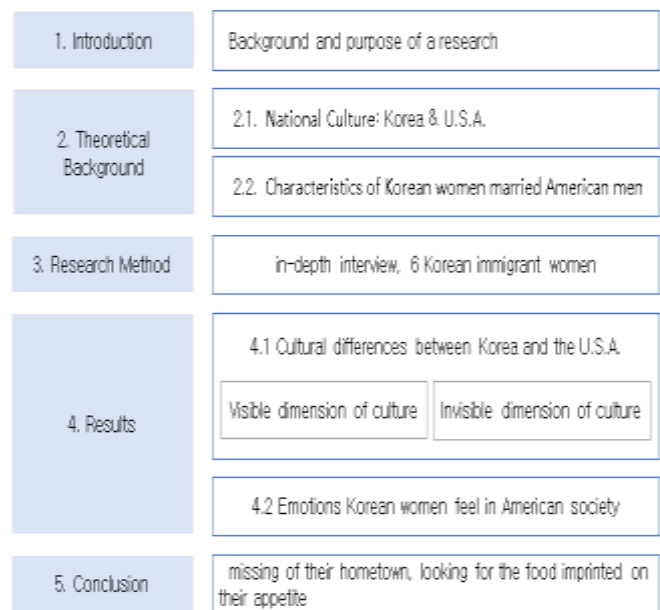 1. Introduction
Background and purpose of a research
2. Theoretical
Background
2.1. National Culture: Korea & U.S.A.
2.2. Characteristics of Korean women married American men
3. Research Method
in-depth interview, 6 Korean immigrant women
4. Results
4.1 Cultural differences between Korea and the U.S.A.
Visible dimension of culture
Invisible dimension of culture
4.2 Emotions Korean women feel in American society
5. Conclusion
missing of their hometown, looking for the food imprinted on
their appetite